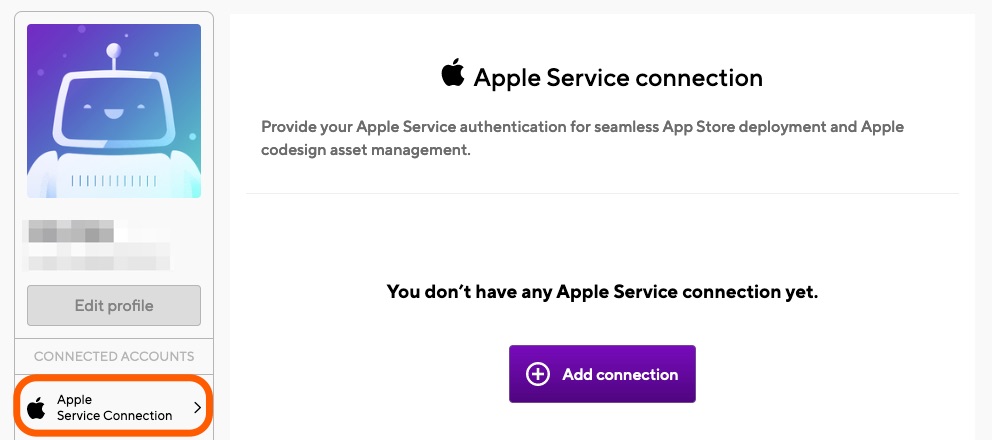 Edit profile
CONNECTED ACCOUNTS
Apple
Service Connection
Apple Service connection
Provide your Apple Service authentication for seamless App Store deployment and Apple
codesign asset management.
You don’t have any Apple Service connection yet.
Add connection